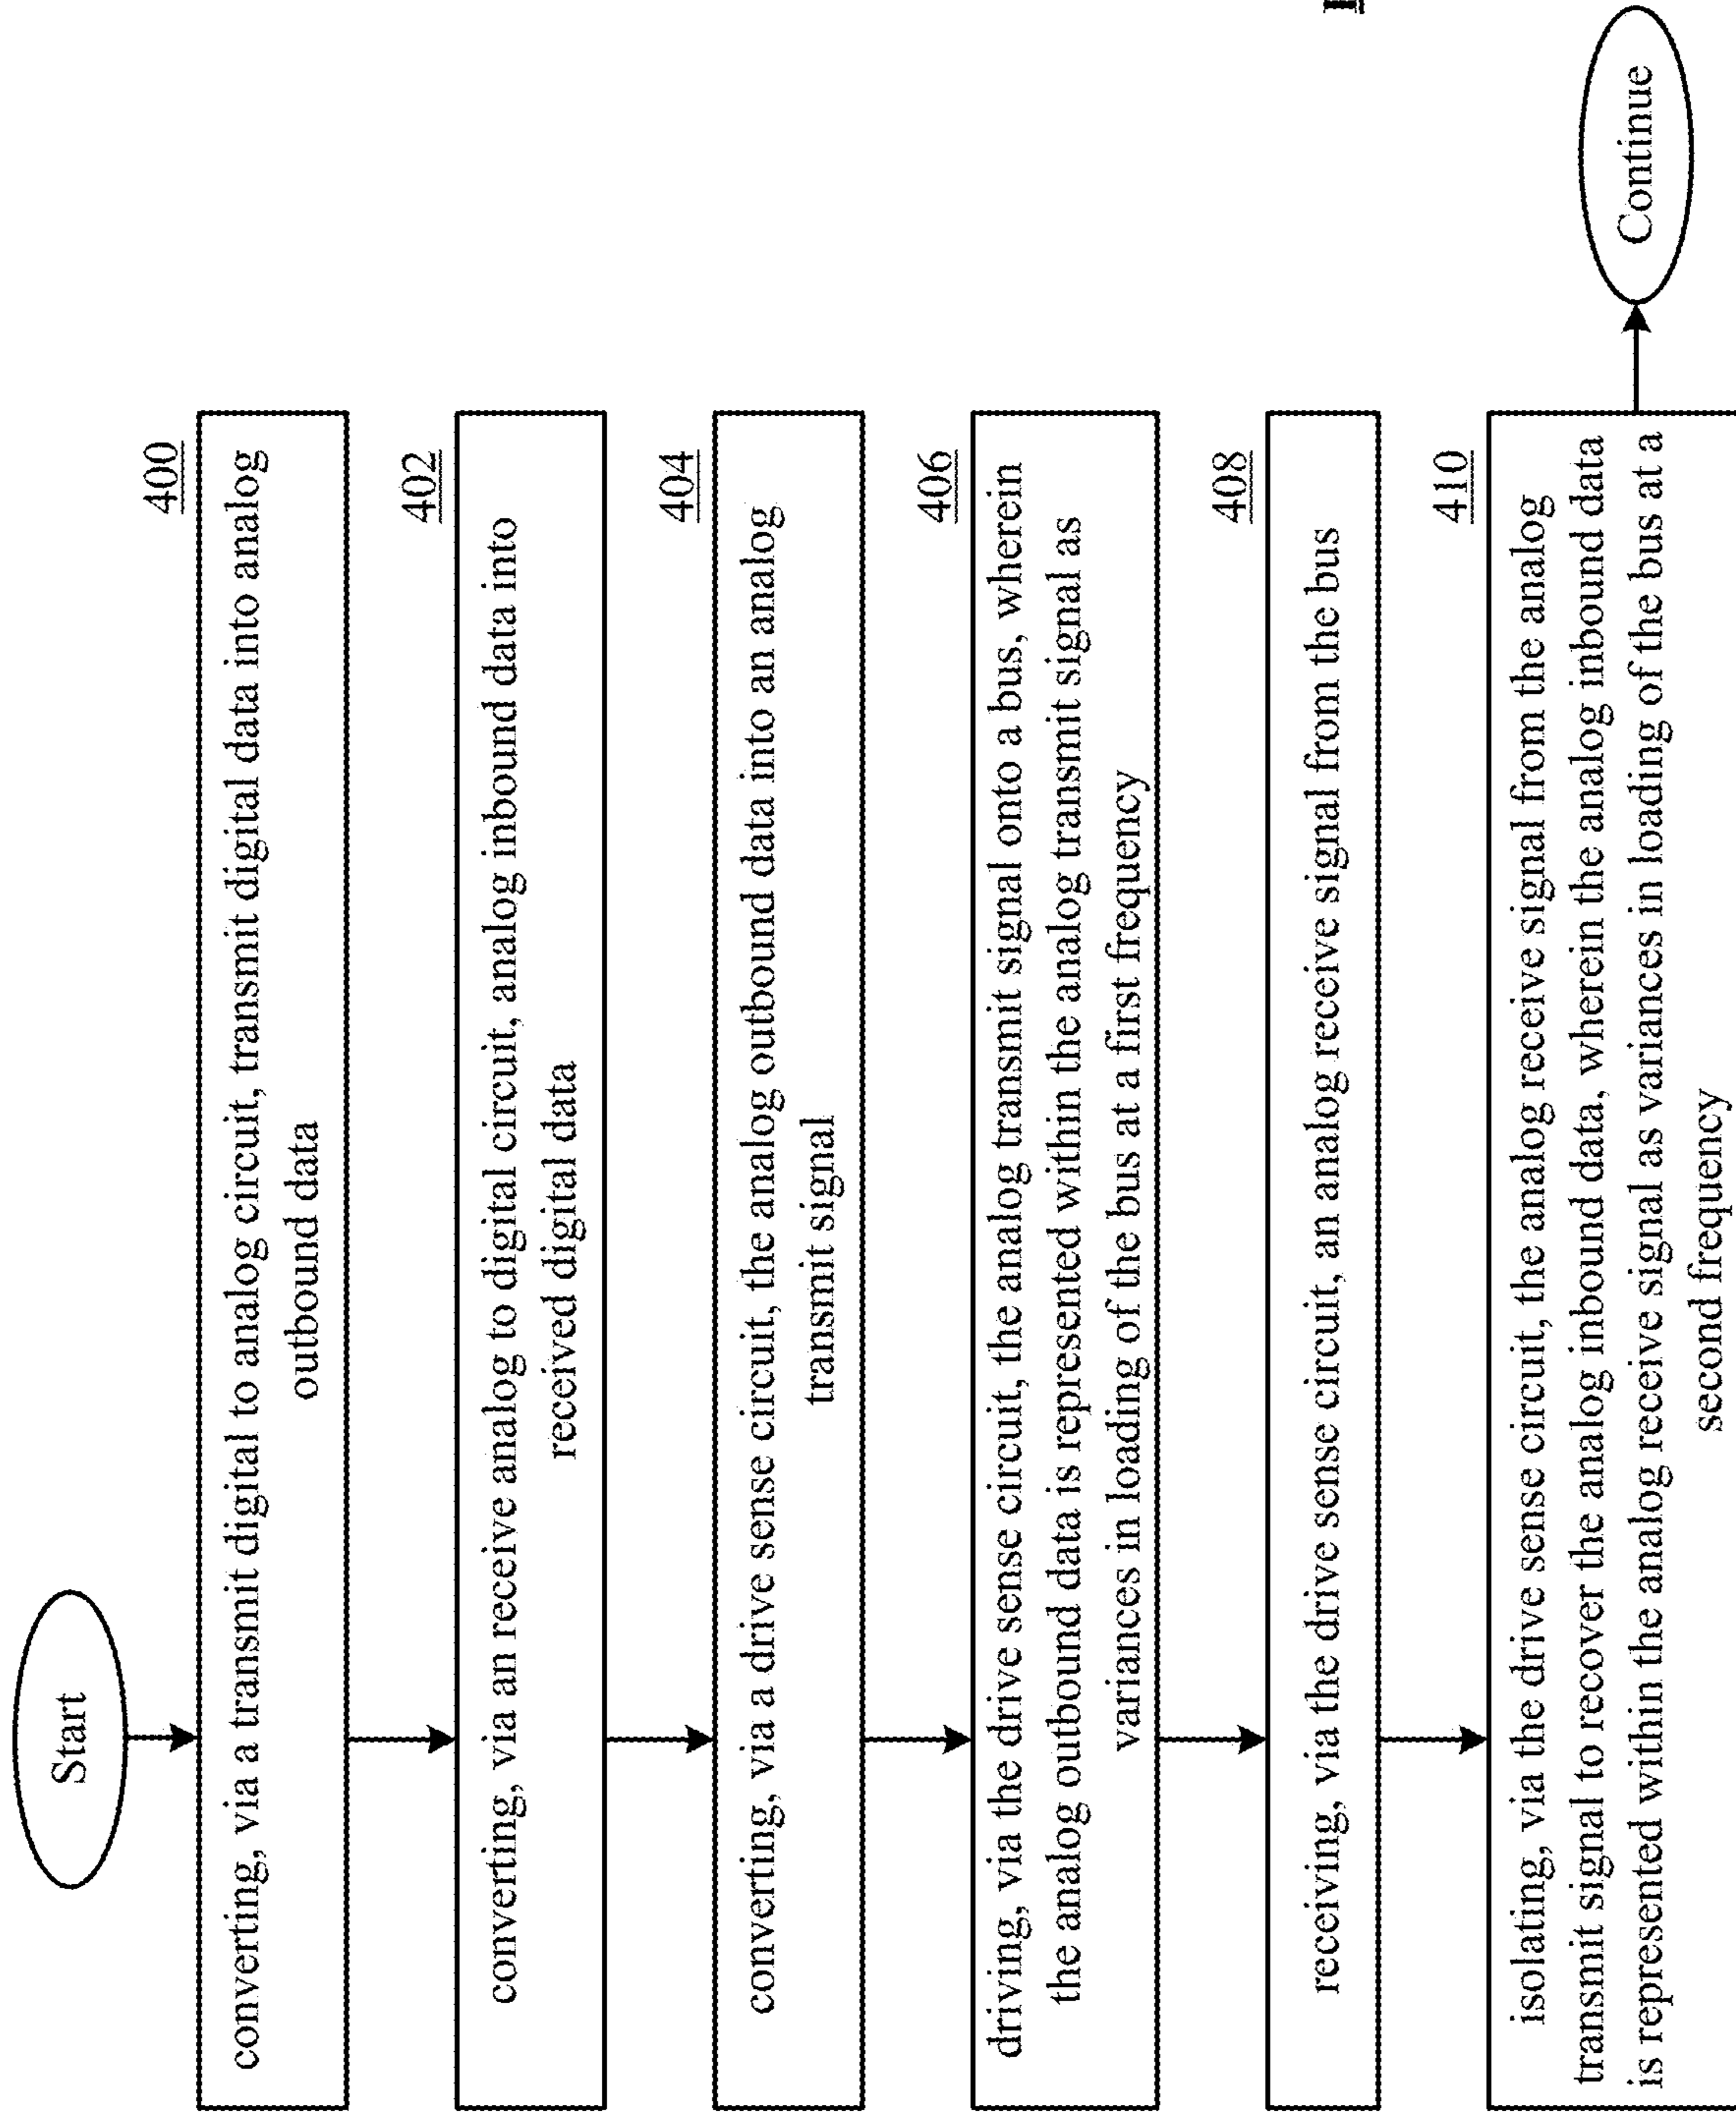 Start
400
converting, via a transmit digital to analog circuit, transmit digital data into analog
outbound data
402
converting, via an receive analog to digital circuit, analog inbound data into
received digital data
404
converting, via a drive sense circuit, the analog outbound data into an analog
transmit signal
406
driving, via the drive sense circuit, the analog transmit signal onto a bus, wherein
the analog outbound data is represented within the analog transmit signal as
variances in loading of the bus at a first frequency
408
receiving, via the drive sense circuit, an analog receive signal from the bus
410
isolating, via the drive sense circuit, the analog receive signal from the analog
transmit signal to recover the analog inbound data, wherein the analog inbound data
is represented within the analog receive signal as variances in loading of the bus at a
second frequency
Continue